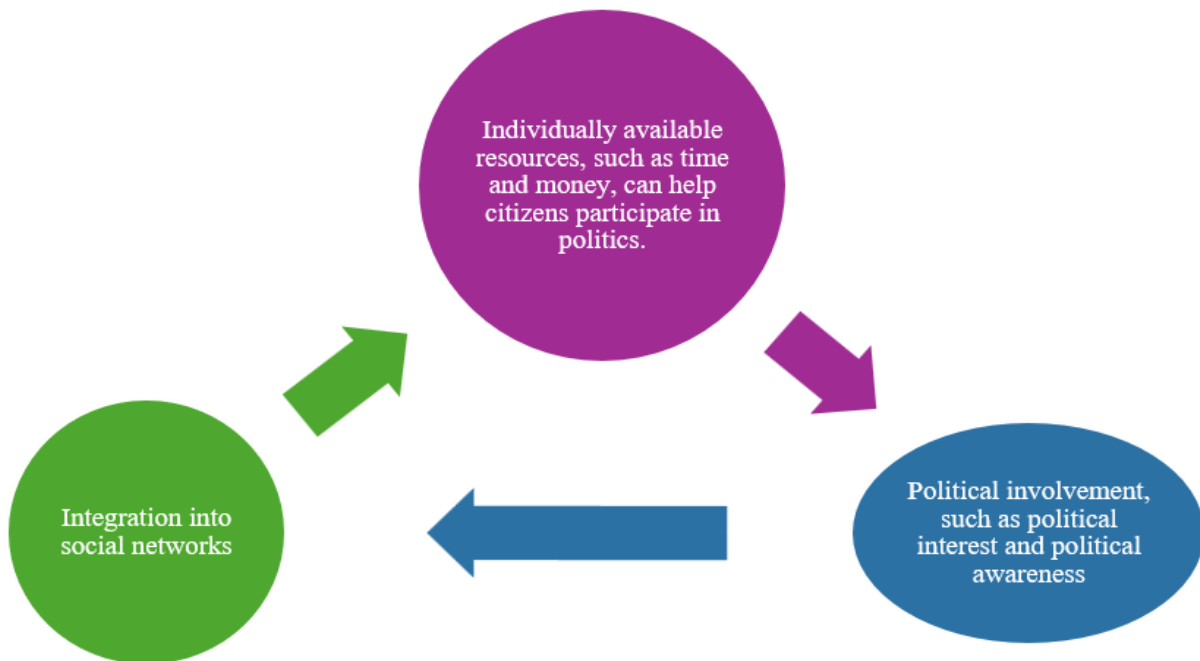 Individually available
resources, such as time
and money, can help
citizens participate in
politics.
Integration into
social networks
Political involvement,
such as political
interest and political
awareness